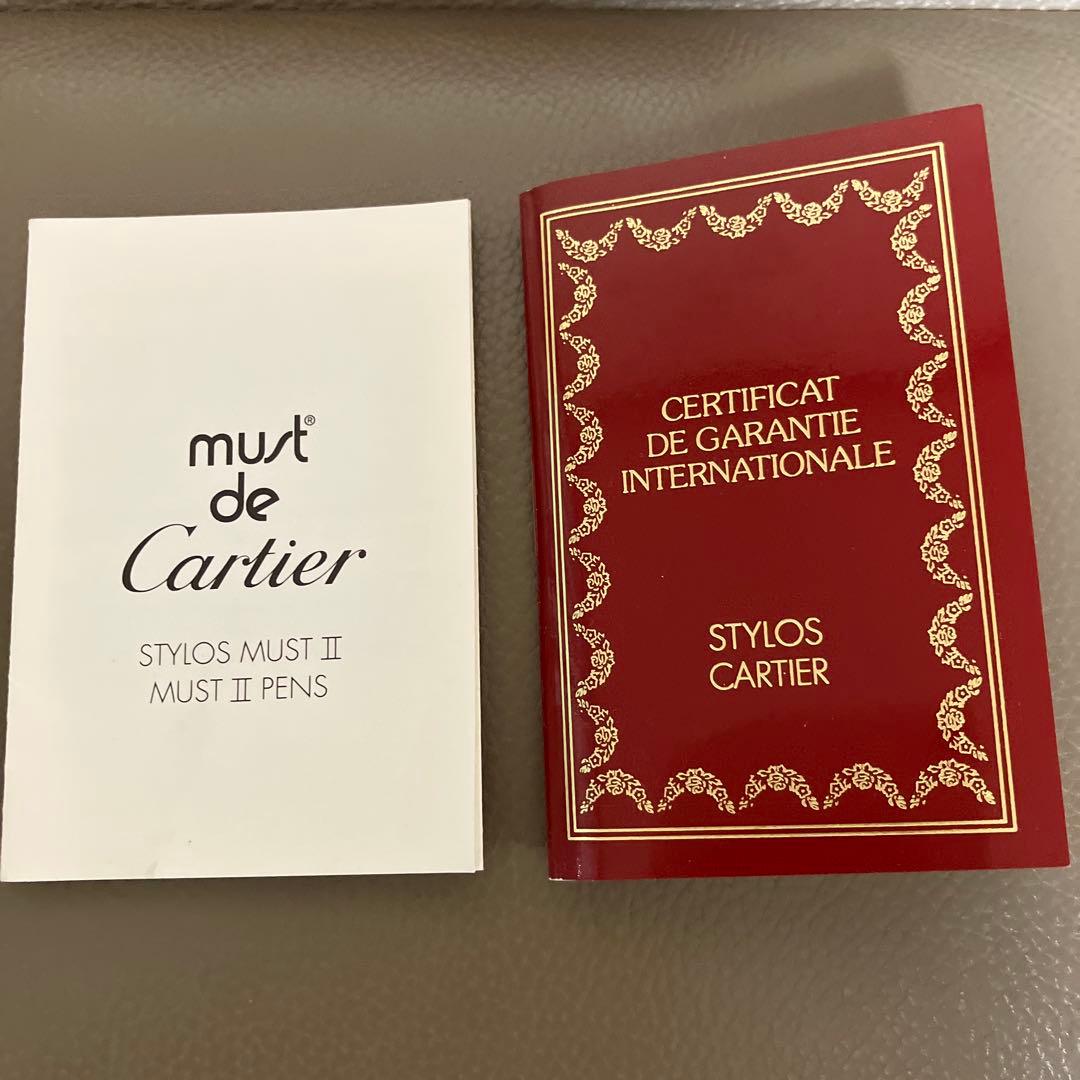 must®
de
Cartier
STYLOS MUST II
MUST II PENS
CERTIFICAT
DE GARANTIE
INTERNATIONALE
STYLOS
CARTIER